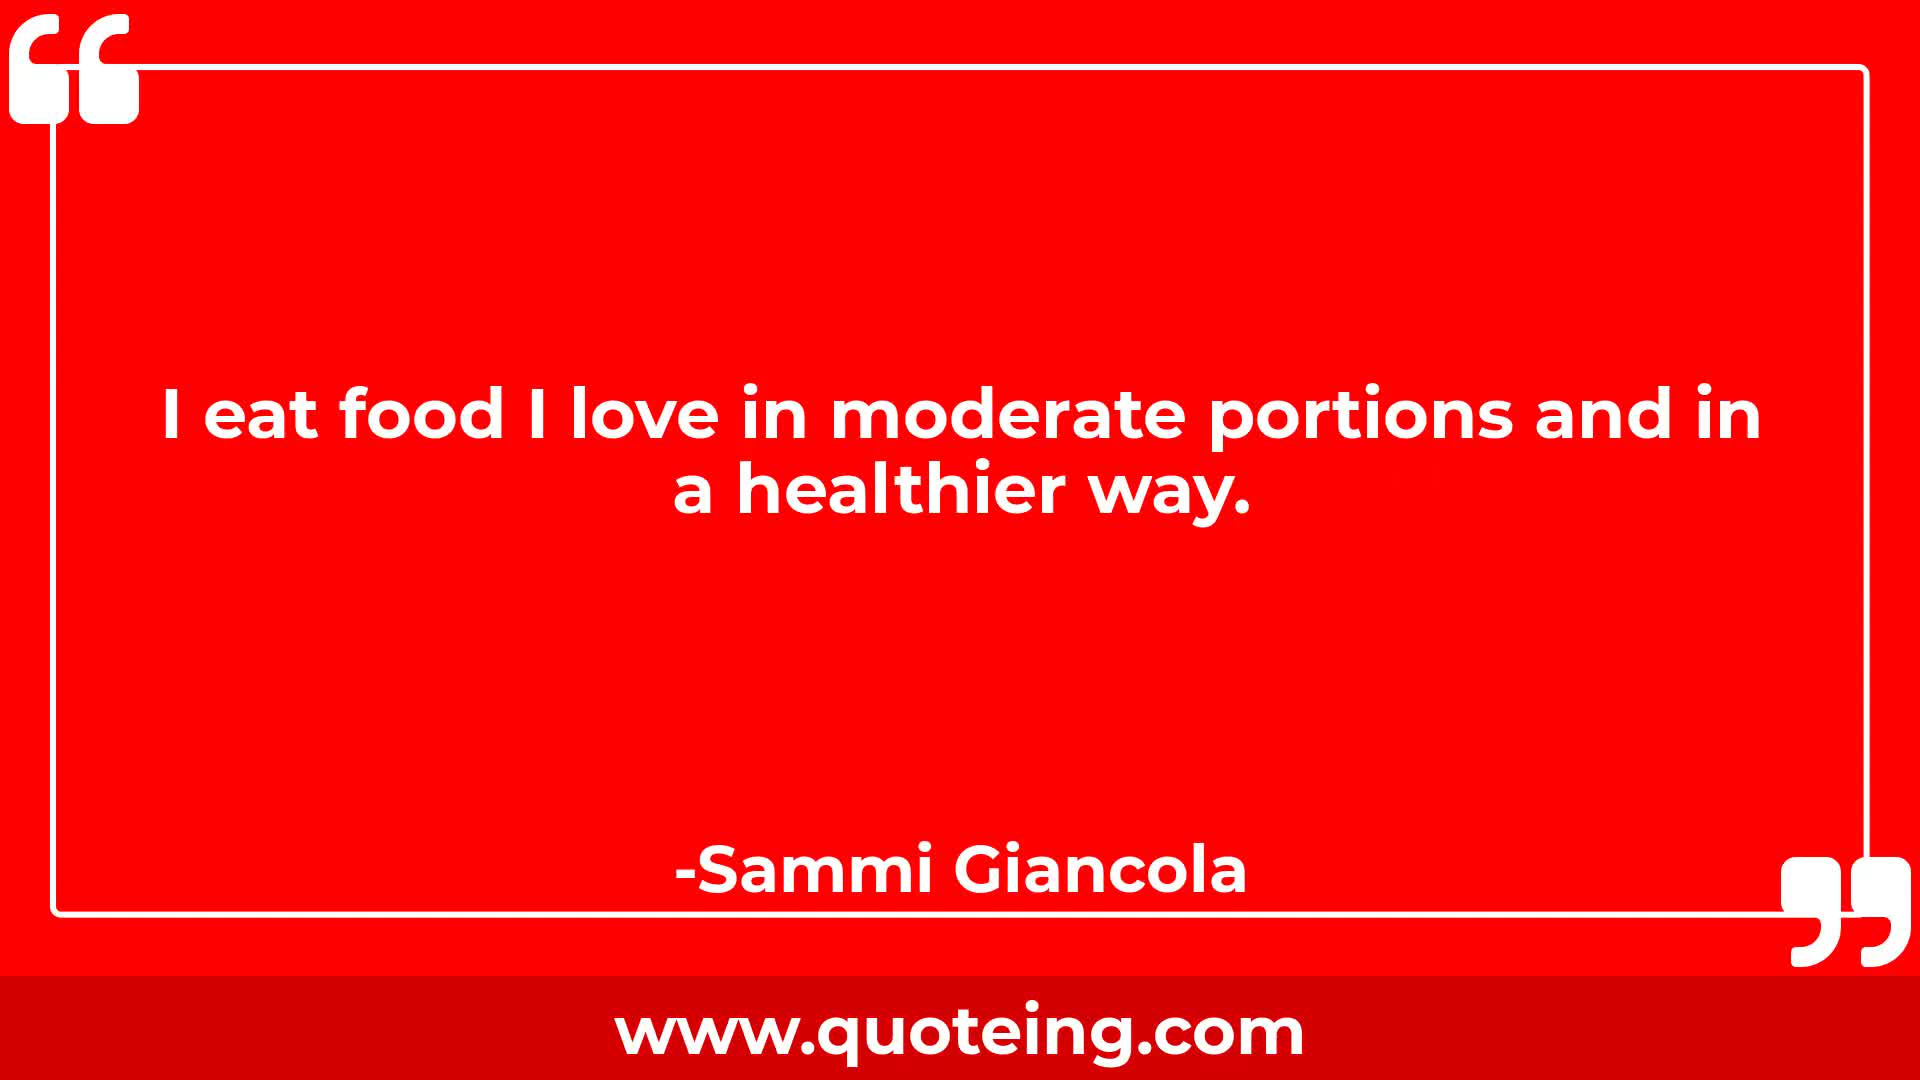 I eat food I love in moderate portions and in
a healthier way.
-Sammi Giancola
www.quoteing.com